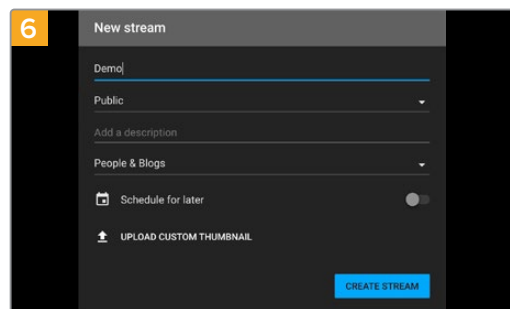 6
New stream
Demo
Public
Add a description
People & Blogs
Schedule for later
UPLOAD CUSTOM THUMBNAIL
CREATE STREAM